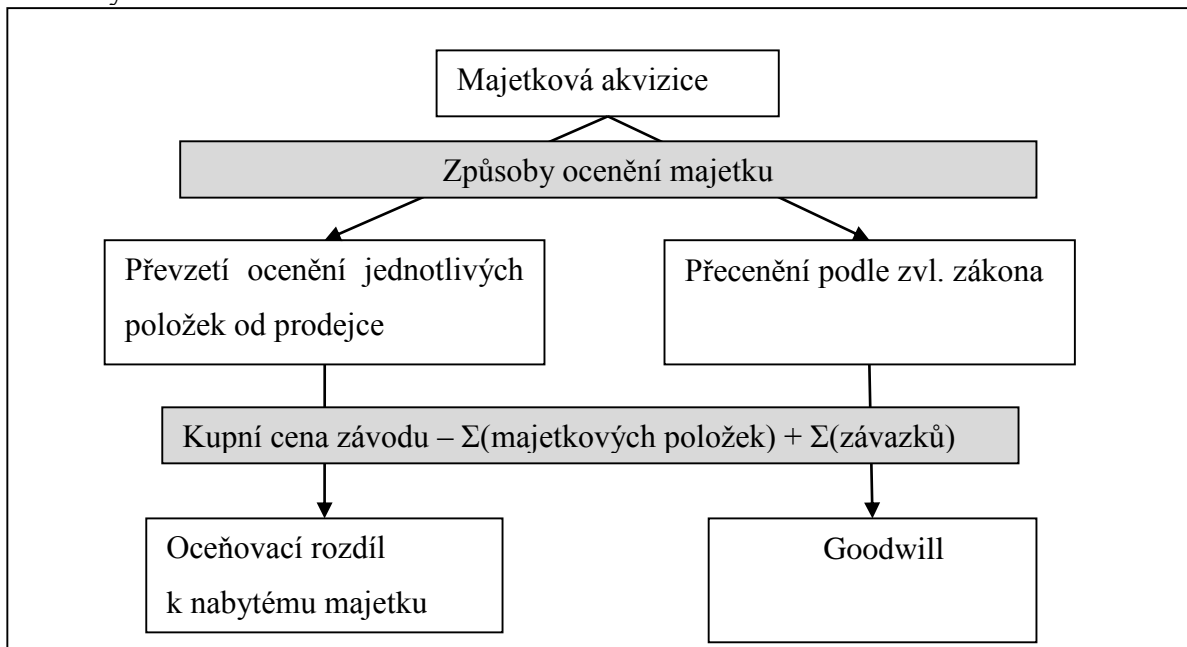 Majetková akvizice
Způsoby ocenění majetku
Převzetí ocenění jednotlivých
položek od prodejce
Přecenění podle zvl. zákona
Kupní cena závodu – Σ(majetkových položek) + Σ(závazků)
Oceňovací rozdíl
k nabytému majetku
Goodwill